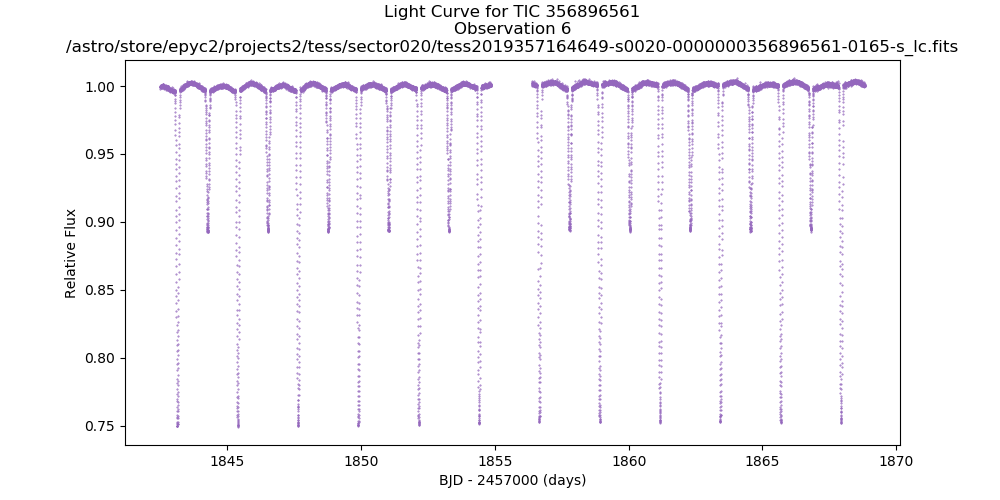 Light Curve for TIC 356896561
Observation 6
/astro/store/epyc2/projects2/tess/sector020/tess2019357164649-s0020-0000000356896561-0165-s_lc.fits
1.00
0.95
0.90
0.85
0.80
0.75
Relative Flux
1845
1850
1855
1860
1865
1870
BJD - 2457000 (days)